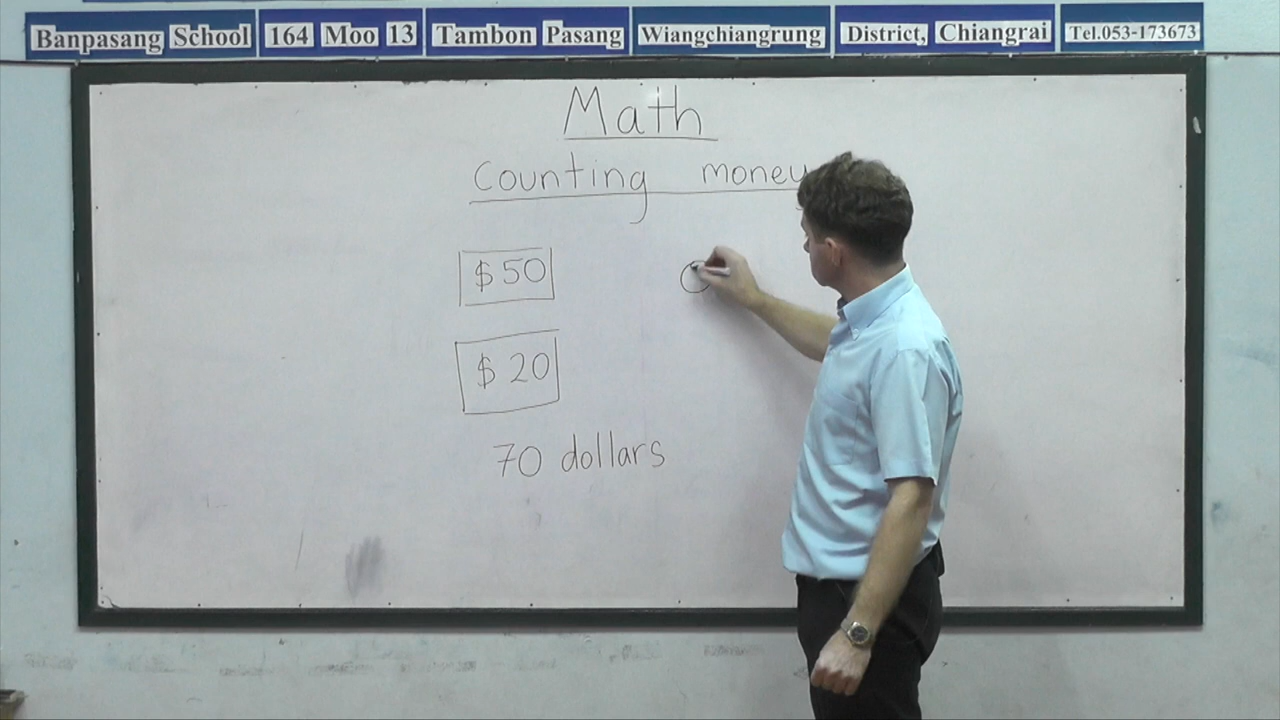 Banpasang School 164 Moo 13 Tambon Pasang Wiangchiangrung District, Chiangrai Tel.053-173673
Math
Counting money
$50
$20
70 dollars